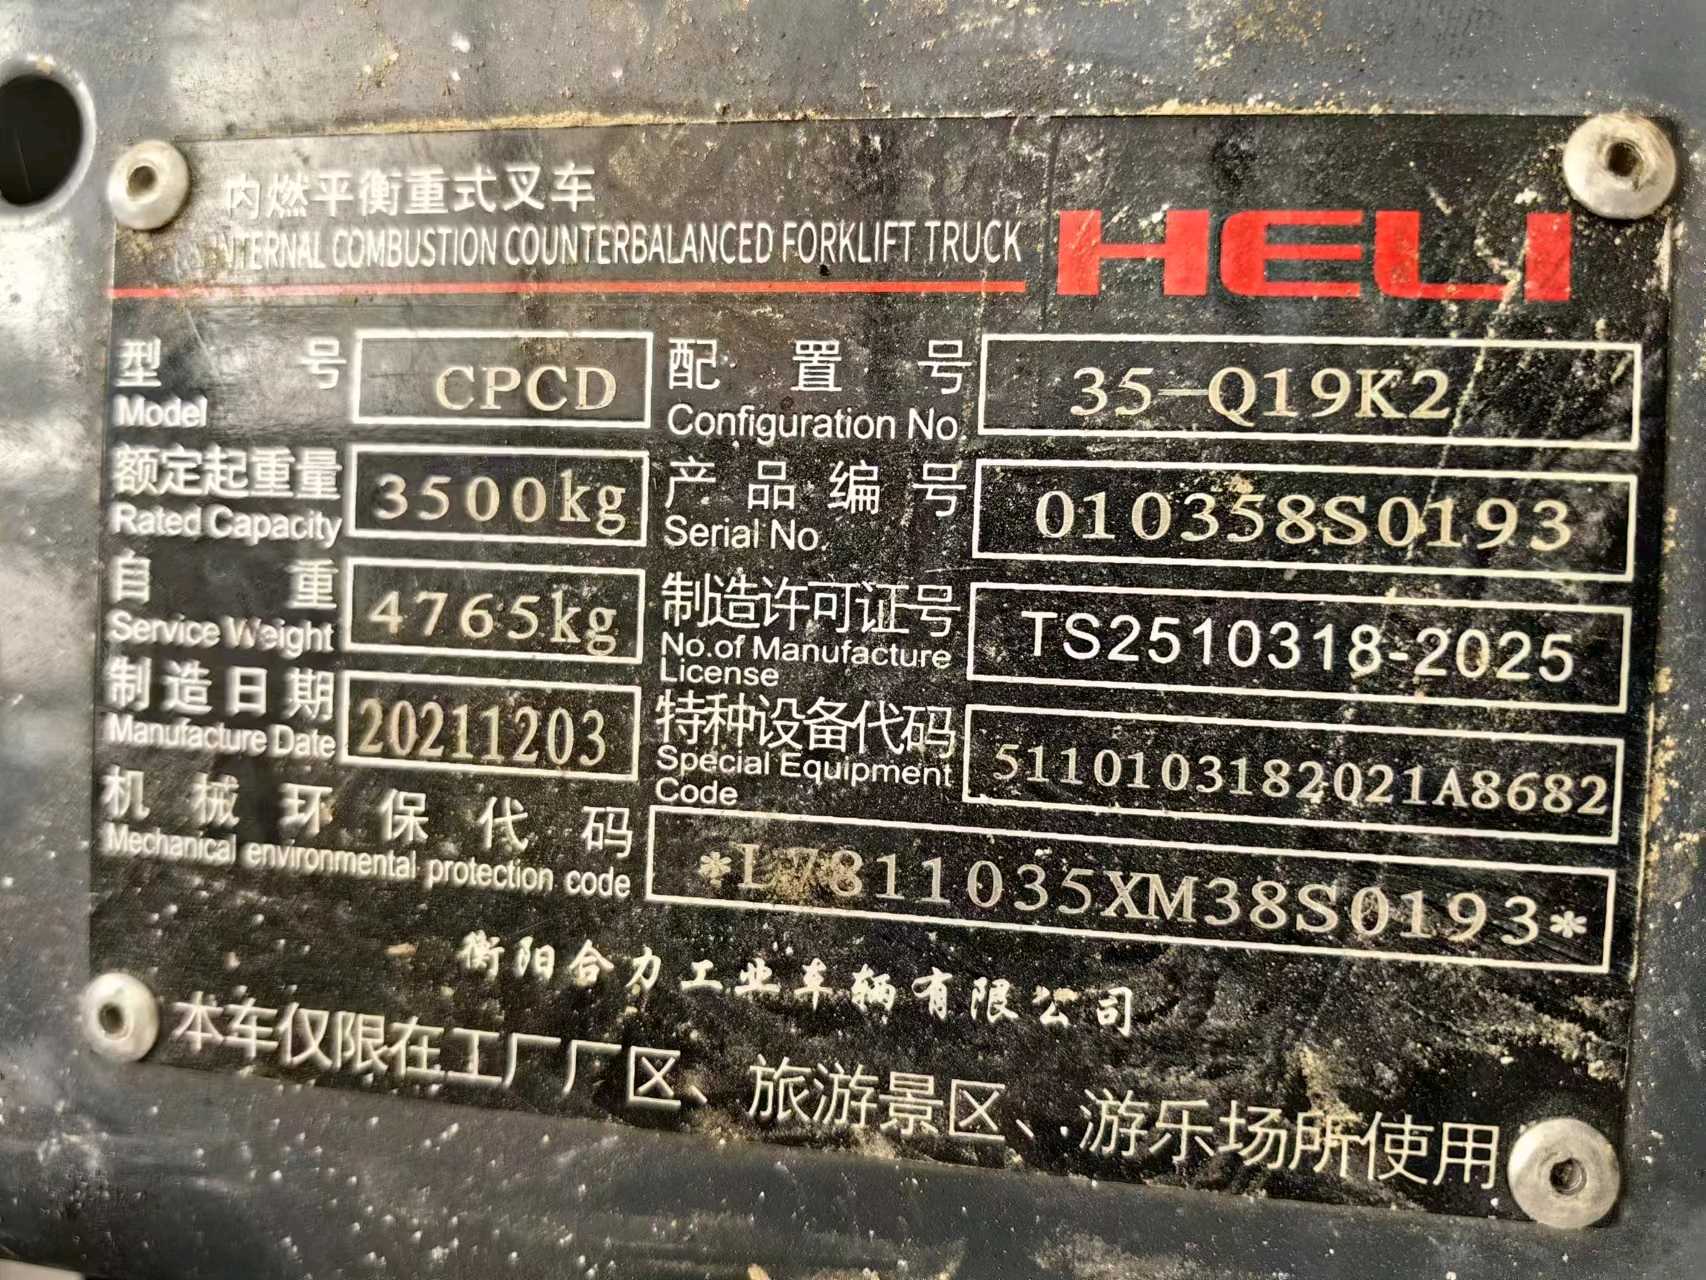 内燃平衡重式叉车
INTERNAL COMBUSTION COUNTERBALANCED FORKLIFT TRUCK
HELI
型号 CPCD 配置号 35-Q19K2
Model Configuration No.
额定起重量 3500kg 产品编号 010358S0193
Rated Capacity Serial No.
自重 4765kg 制造许可证号 TS2510318-2025
Service Weight No.of Manufacture License
制造日期 20211203 特种设备代码 5110103182021A8682
Manufacture Date Special Equipment Code
机械环保代码 *L7811035XM38S0193*
Mechanical environmental protection code
衡阳合力工业车辆有限公司
本车仅限在工厂厂区、旅游景区、游乐场所使用